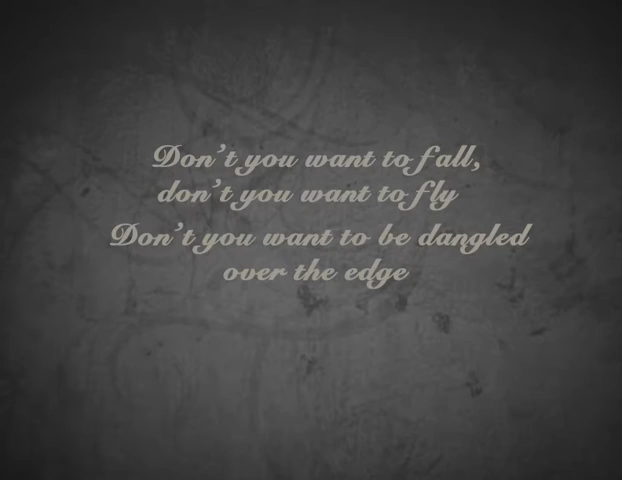 Don't you want to fall,
don't you want to fly
Don't you want to be dangled
over the edge